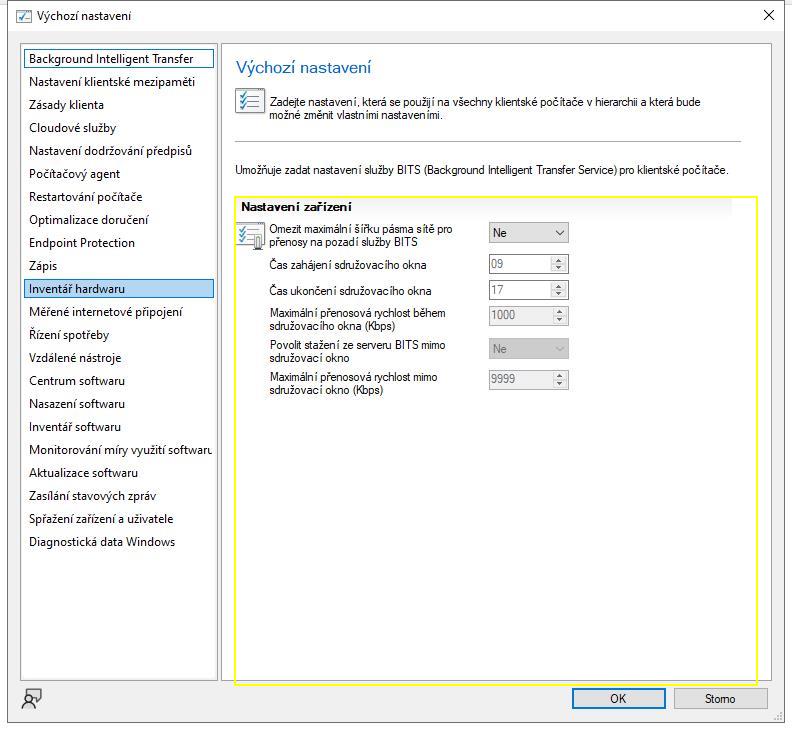 Výchozí nastavení
Background Intelligent Transfer
Nastavení klientské mezipaměti
Zásady klienta
Cloudové služby
Nastavení dodržování předpisů
Počítačový agent
Restartování počítače
Optimalizace doručení
Endpoint Protection
Zápis
Inventář hardwaru
Měřené internetové připojení
Řízení spotřeby
Vzdálené nástroje
Centrum softwaru
Nasazení softwaru
Inventář softwaru
Monitorování míry využití softwaru
Aktualizace softwaru
Zasílání stavových zpráv
Spřažení zařízení a uživatele
Diagnostická data Windows
Výchozí nastavení
Zadejte nastavení, která se použijí na všechny klientské počítače v hierarchii a která bude
možné změnit vlastními nastaveními.
Umožňuje zadat nastavení služby BITS (Background Intelligent Transfer Service) pro klientské počítače.
Nastavení zařízení
Omezit maximální šířku pásma sítě pro
přenosy na pozadí služby BITS
Ne
Čas zahájení sdružovacího okna
09
Čas ukončení sdružovacího okna
17
Maximální přenosová rychlost během
sdružovacího okna (Kbps)
1000
Povolit stažení ze serveru BITS mimo
sdružovací okno
Ne
Maximální přenosová rychlost mimo
sdružovací okno (Kbps)
9999
OK
Storno